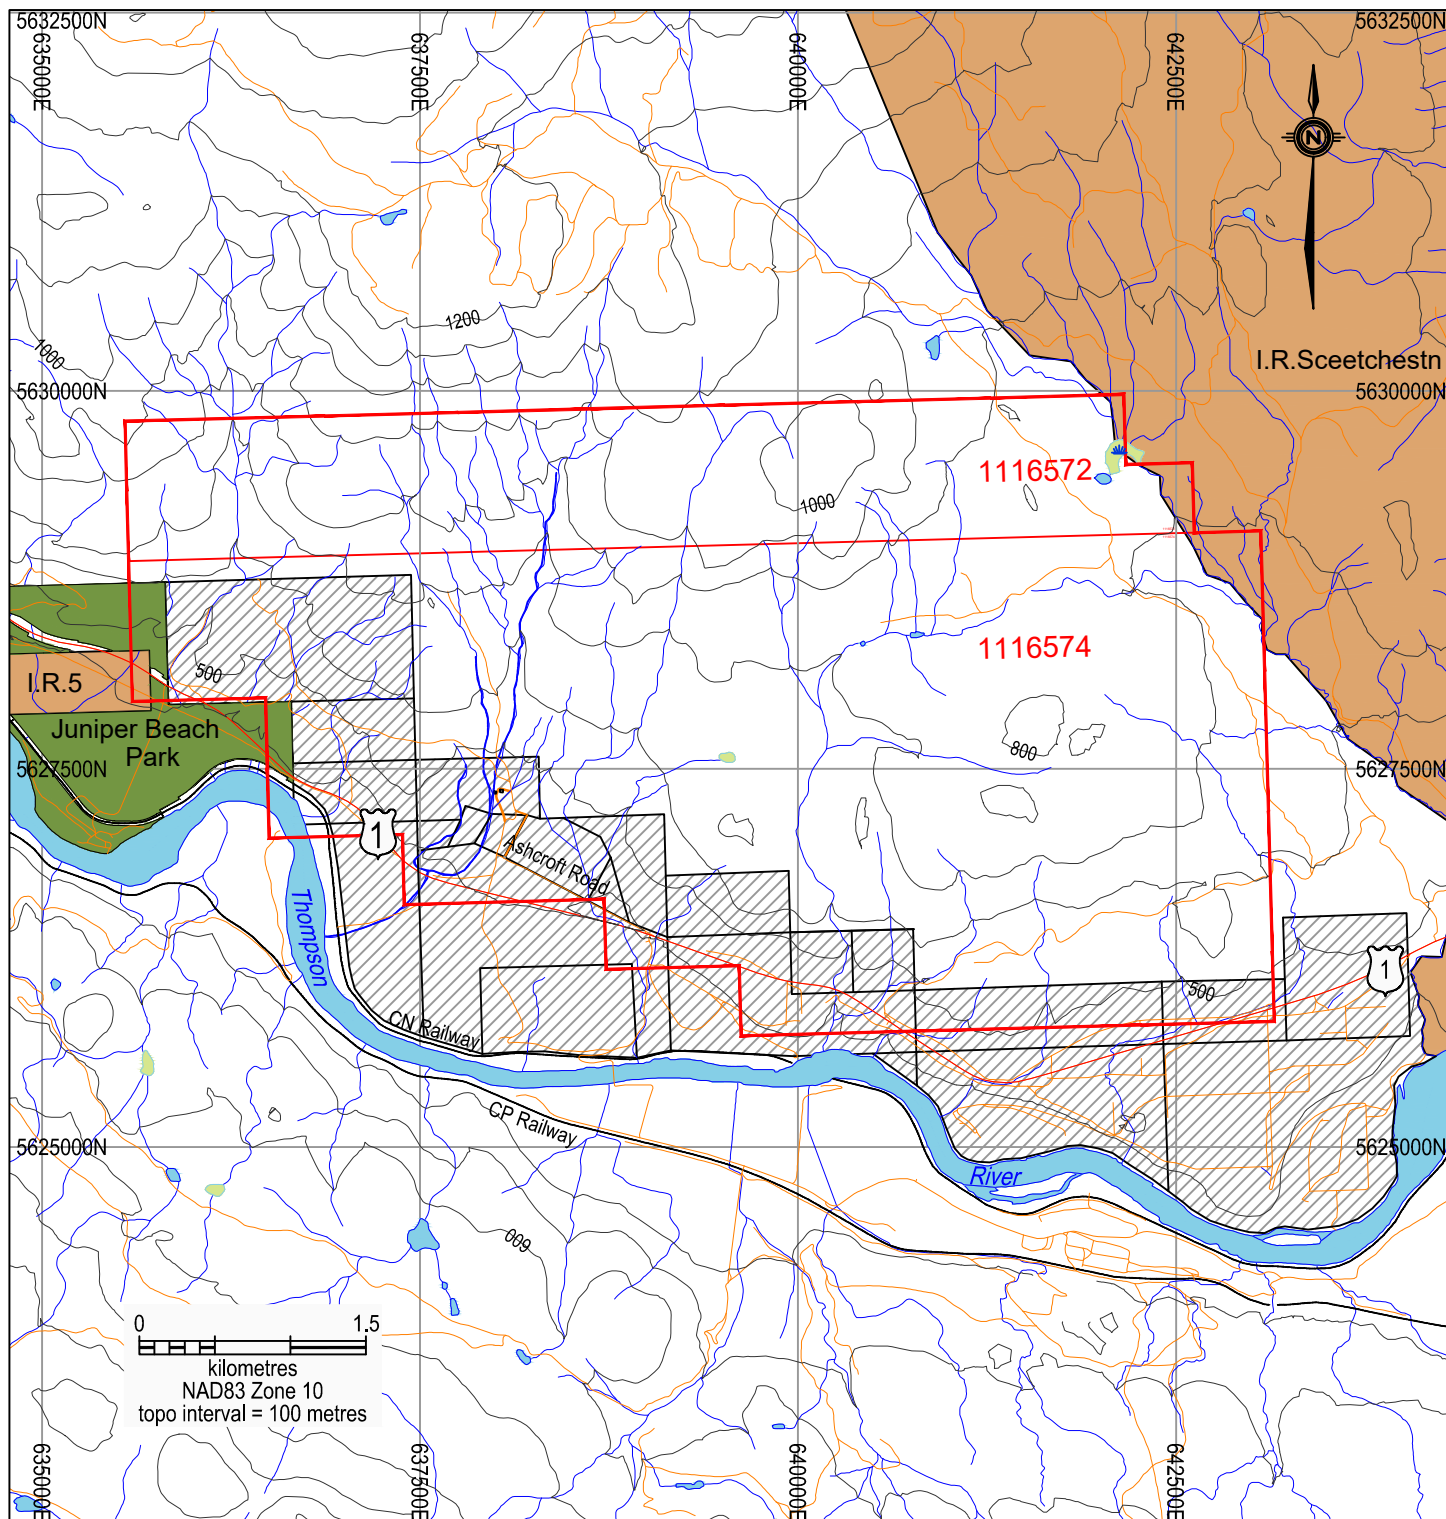 5632500N
5632500N
635000E
637500E
640000E
642500E
1200
1000
I.R.Sceetchestn
5630000N
5630000N
1116572
1000
1116574
500
I.R.5
Juniper Beach
Park
800
5627500N
5627500N
1
Ashcroft Road
Thompson
1
500
CN Railway
CP Railway
5625000N
5625000N
River
600
0 1.5
kilometres
NAD83 Zone 10
topo interval = 100 metres
635000E
637500E
640000E
642500E
N